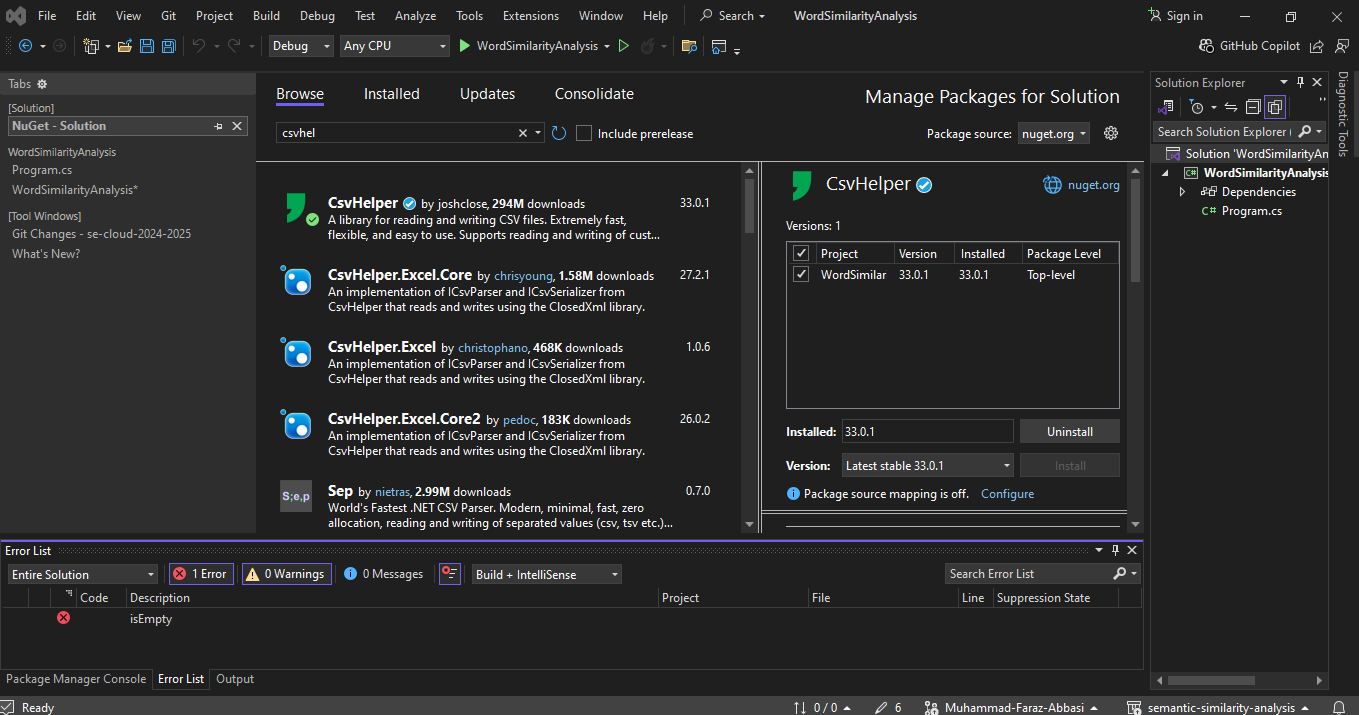 File Edit View Git Project Build Debug Test Analyze Tools Extensions Window Help Search WordSimilarityAnalysis Sign in
Debug Any CPU WordSimilarityAnalysis GitHub Copilot
Tabs
[Solution]
NuGet - Solution
WordSimilarityAnalysis
Program.cs
WordSimilarityAnalysis*
[Tool Windows]
Git Changes - se-cloud-2024-2025
What's New?
Browse Installed Updates Consolidate
Manage Packages for Solution
csvhel
Include prerelease
Package source: nuget.org
CsvHelper by joshclose, 294M downloads 33.0.1
A library for reading and writing CSV files. Extremely fast,
flexible, and easy to use. Supports reading and writing of cust...
CsvHelper.Excel.Core by chrisyoung, 1.58M downloads 27.2.1
An implementation of ICsvParser and ICsvSerializer from
CsvHelper that reads and writes using the ClosedXml library.
CsvHelper.Excel by christophano, 468K downloads 1.0.6
An implementation of ICsvParser and ICsvSerializer from
CsvHelper that reads and writes using the ClosedXml library.
CsvHelper.Excel.Core2 by pedoc, 183K downloads 26.0.2
An implementation of ICsvParser and ICsvSerializer from
CsvHelper that reads and writes using the ClosedXml library.
S;e,p
Sep by nietras, 2.99M downloads 0.7.0
World's Fastest .NET CSV Parser. Modern, minimal, fast, zero
allocation, reading and writing of separated values (csv, tsv etc.)...
CsvHelper nuget.org
Versions: 1
Project Version Installed Package Level
WordSimilar 33.0.1 33.0.1 Top-level
Installed: 33.0.1 Uninstall
Version: Latest stable 33.0.1 Install
Package source mapping is off. Configure
Solution Explorer
Search Solution Explorer (
Solution 'WordSimilarityAn
WordSimilarityAnalysis
Dependencies
C# Program.cs
Diagnostic Tools
Error List
Entire Solution 1 Error 0 Warnings 0 Messages Build + IntelliSense Search Error List
Code Description Project File Line Suppression State
isEmpty
Package Manager Console Error List Output
Ready 0 / 0 6 Muhammad-Faraz-Abbasi semantic-similarity-analysis